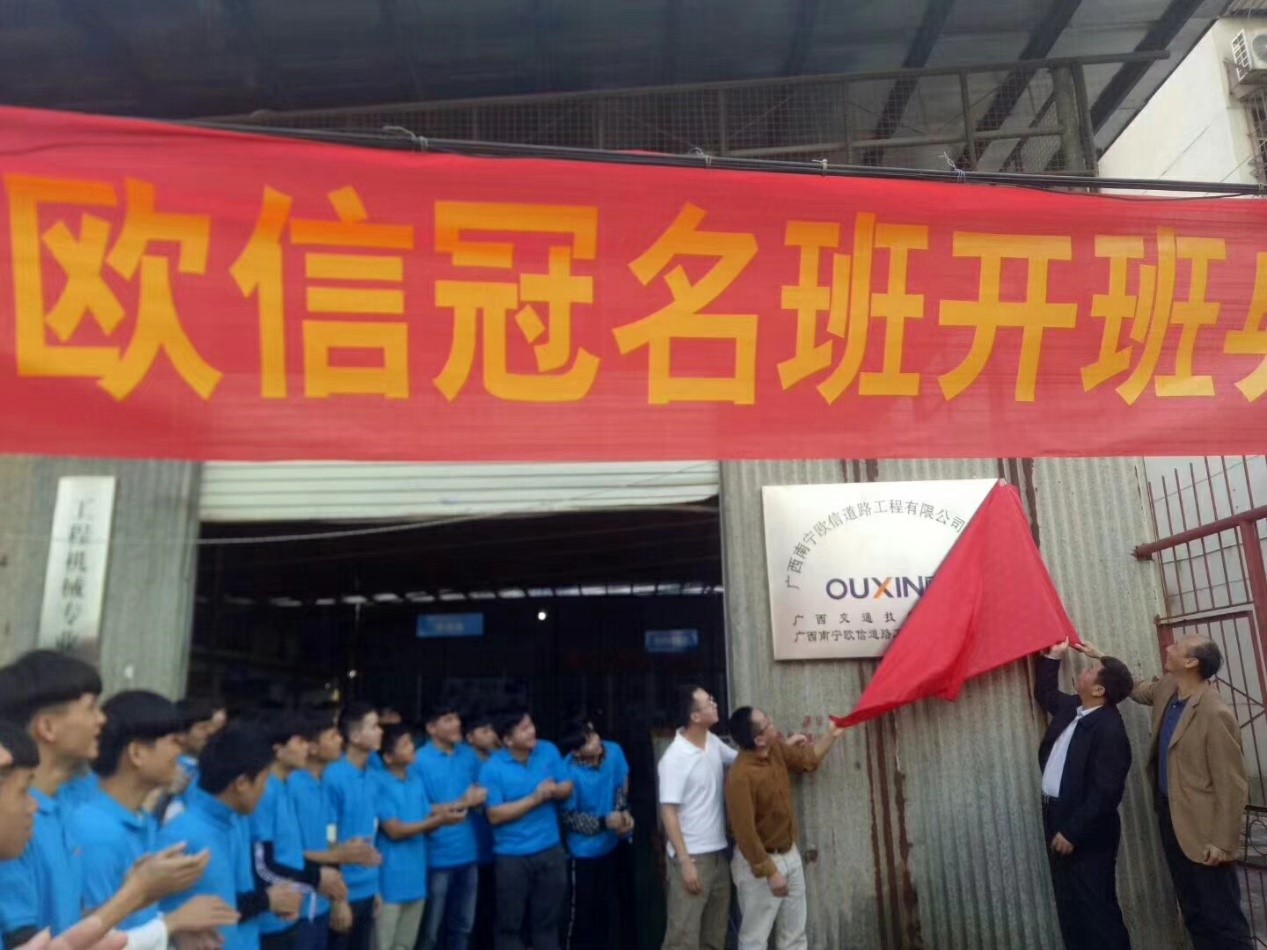 欧信冠名班开班
工程机械专业
广西南宁欧信道路工程有限公司
OUXIN
广西交通技
广西南宁欧信道路